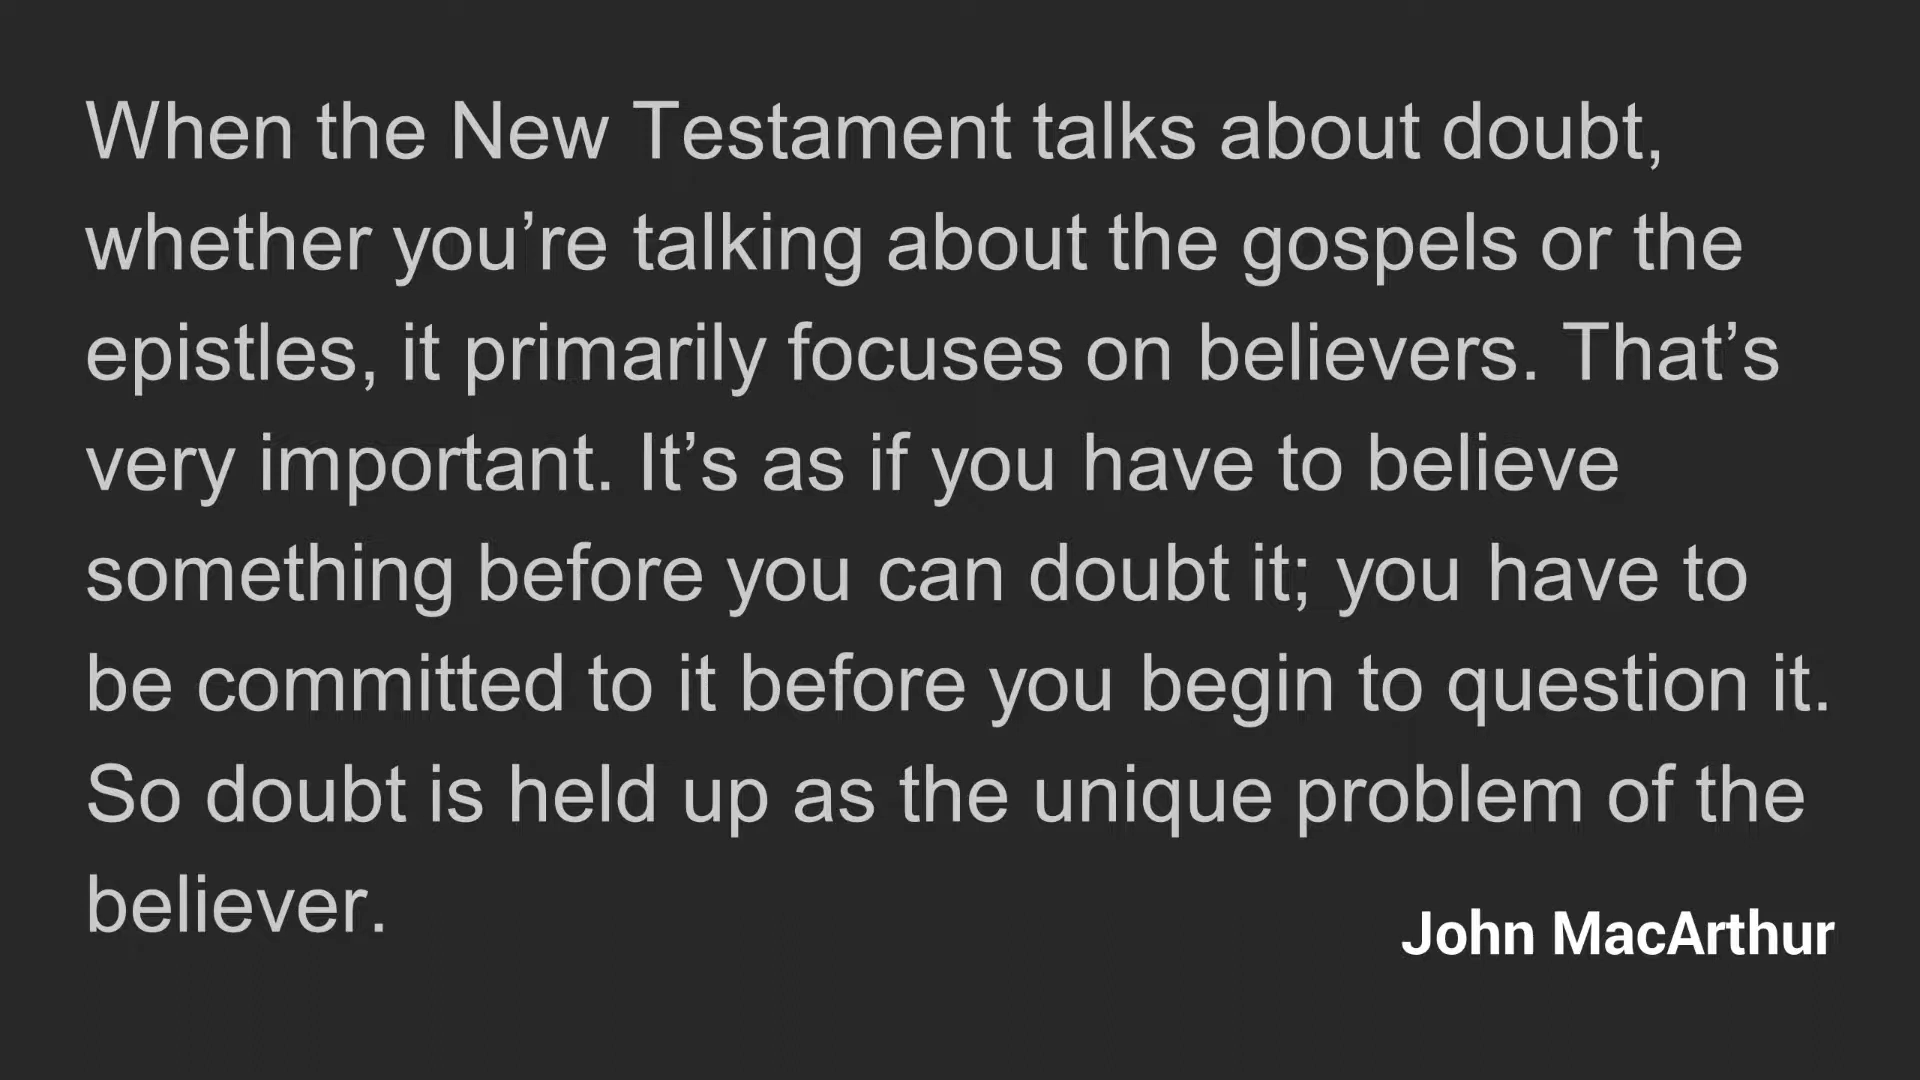 When the New Testament talks about doubt,
whether you’re talking about the gospels or the
epistles, it primarily focuses on believers. That’s
very important. It’s as if you have to believe
something before you can doubt it; you have to
be committed to it before you begin to question it.
So doubt is held up as the unique problem of the
believer.
John MacArthur